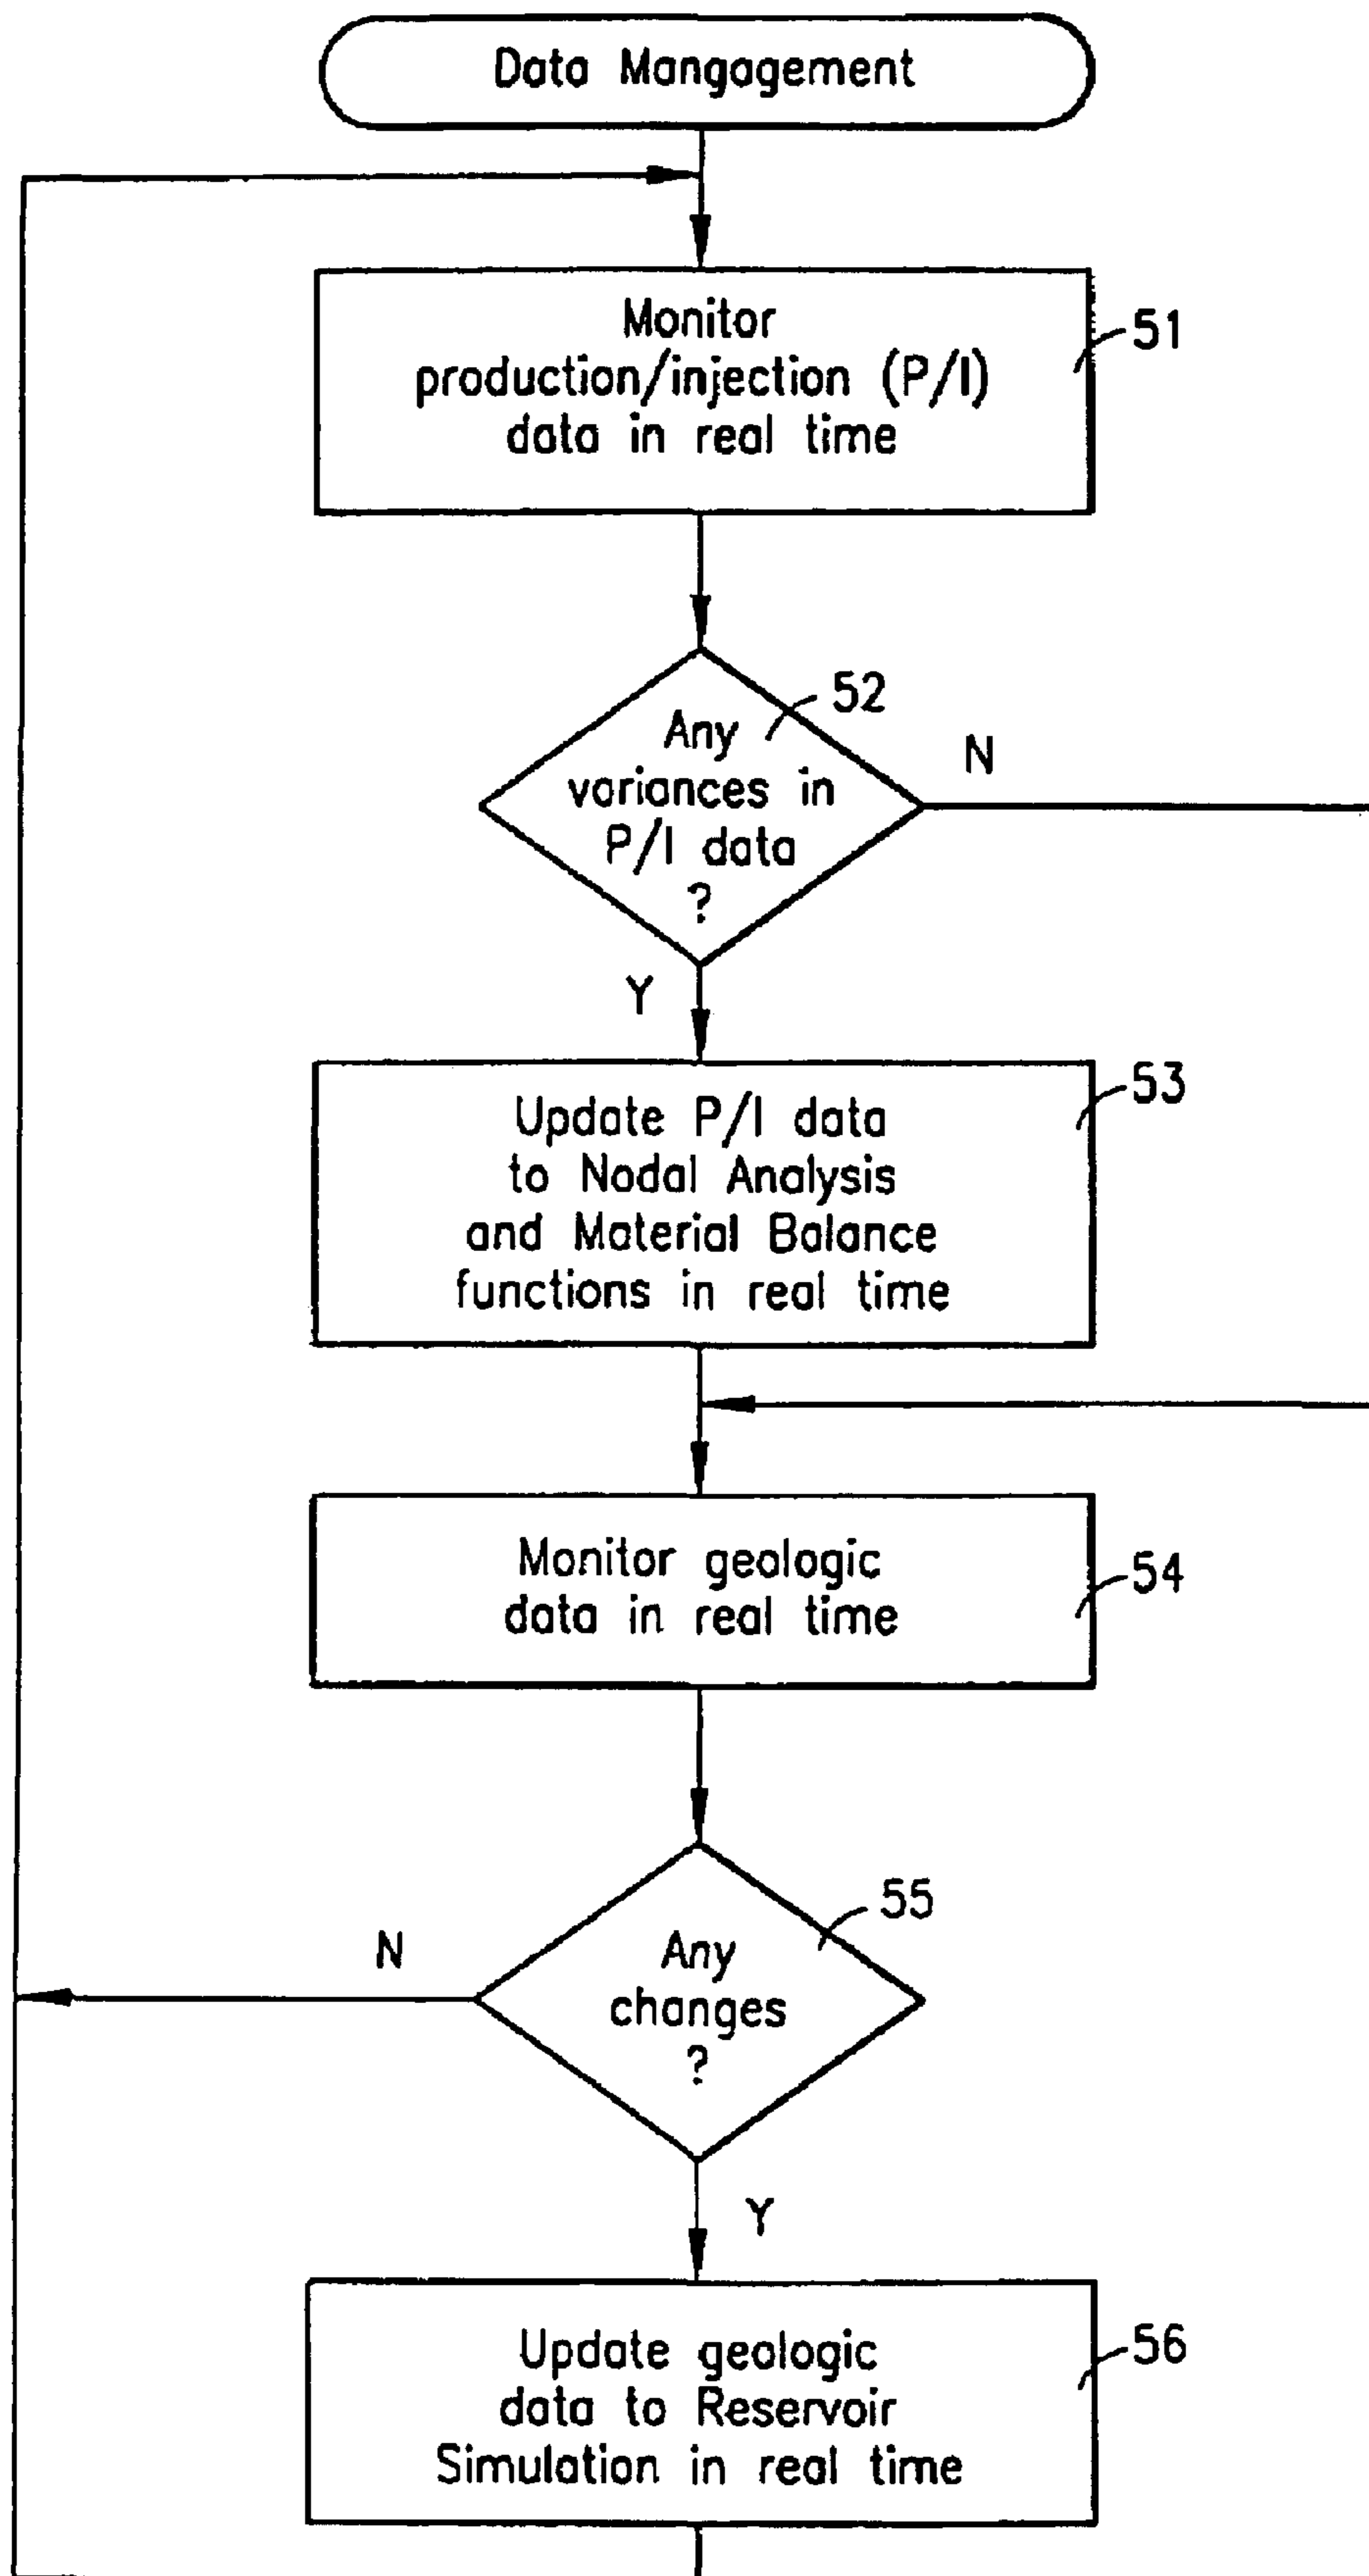 Data Mangagement
Monitor
production/injection (P/I)
data in real time
51
Any
variances in
P/I data
?
52
N
Y
Update P/I data
to Nodal Analysis
and Material Balance
functions in real time
53
Monitor geologic
data in real time
54
Any
changes
?
55
N
Y
Update geologic
data to Reservoir
Simulation in real time
56